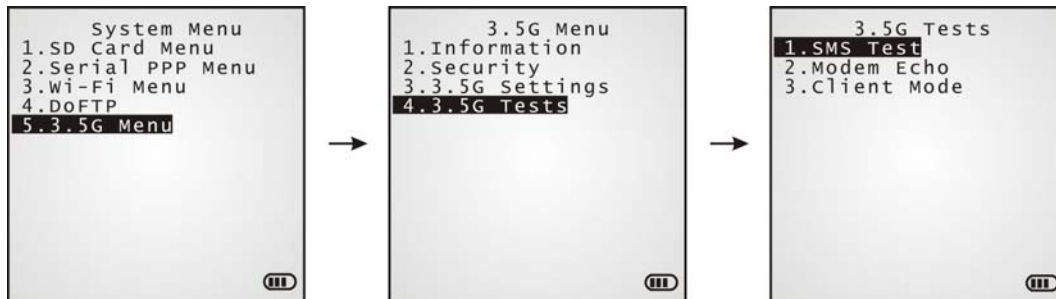 System Menu
1.SD Card Menu
2.Serial PPP Menu
3.Wi-Fi Menu
4.DoFTP
5.3.5G Menu
3.5G Menu
1.Information
2.Security
3.3.5G Settings
4.3.5G Tests
3.5G Tests
1.SMS Test
2.Modem Echo
3.Client Mode